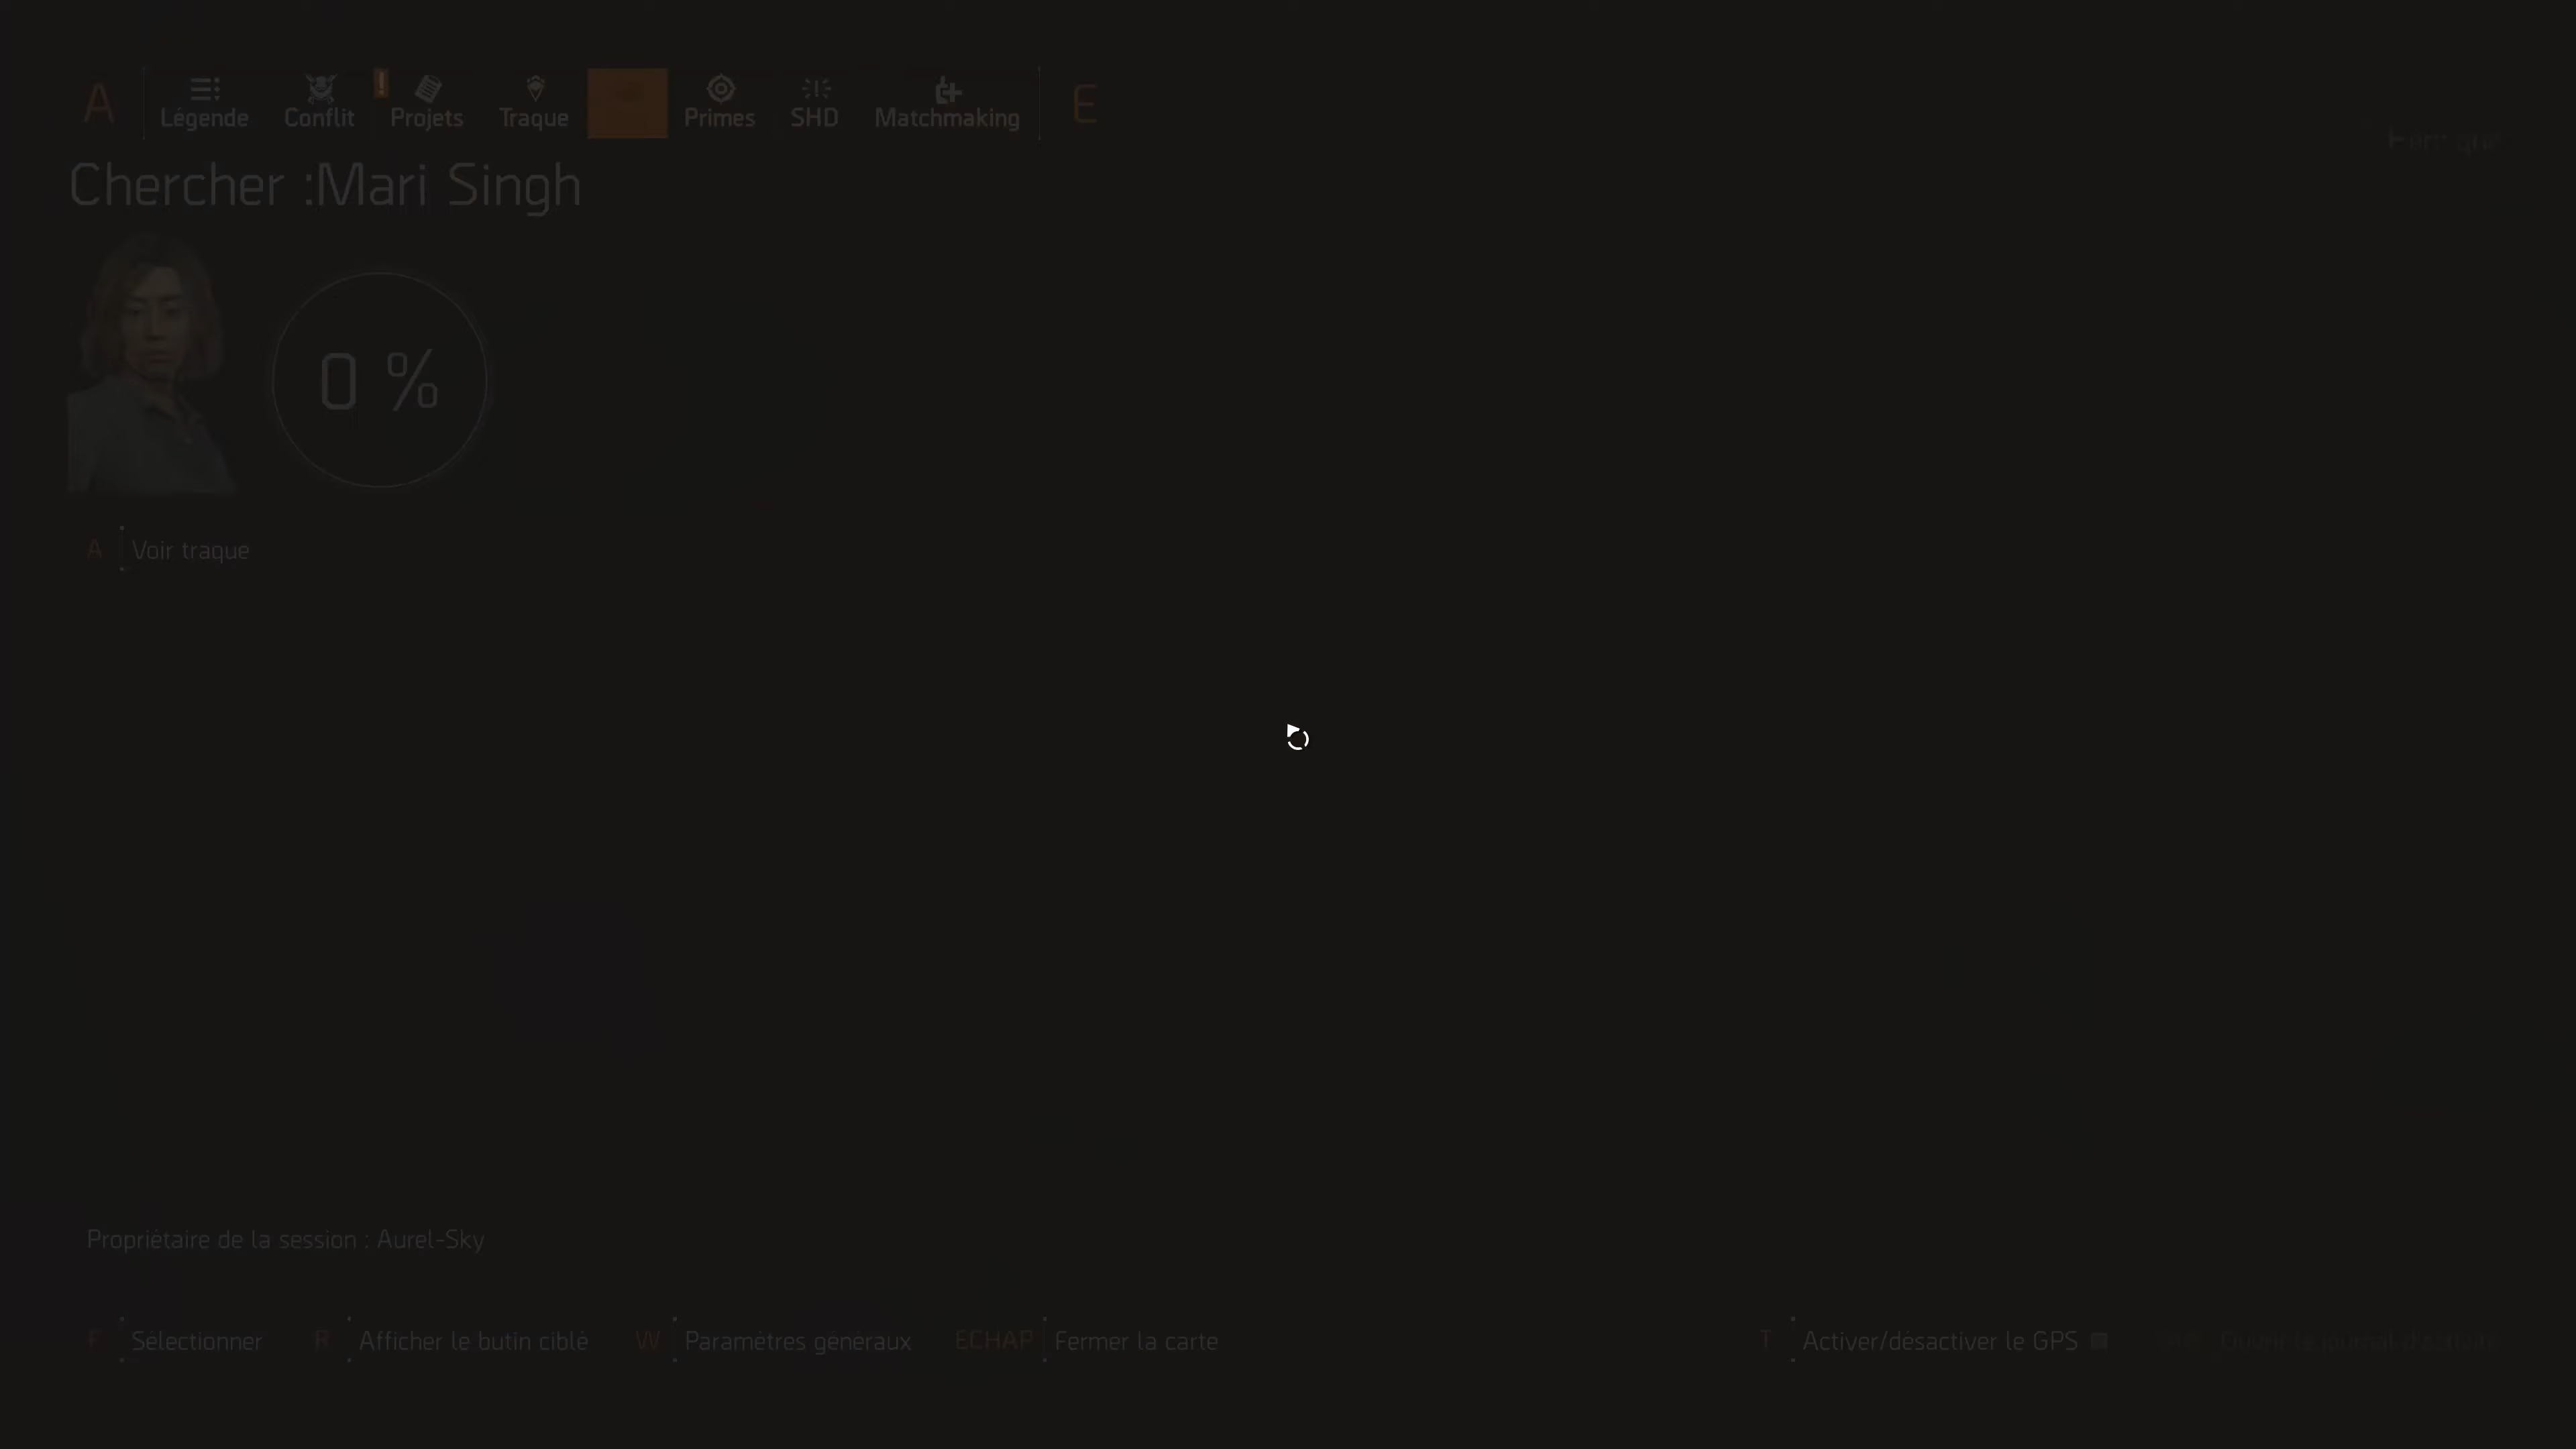 A Légende Conflit ! Projets Traque Primes SHD Matchmaking E
Chercher :Mari Singh
0 %
A Voir traque
Propriétaire de la session : Aurel-Sky
F Sélectionner R Afficher le butin ciblé W Paramètres généraux ECHAP Fermer la carte T Activer/désactiver le GPS